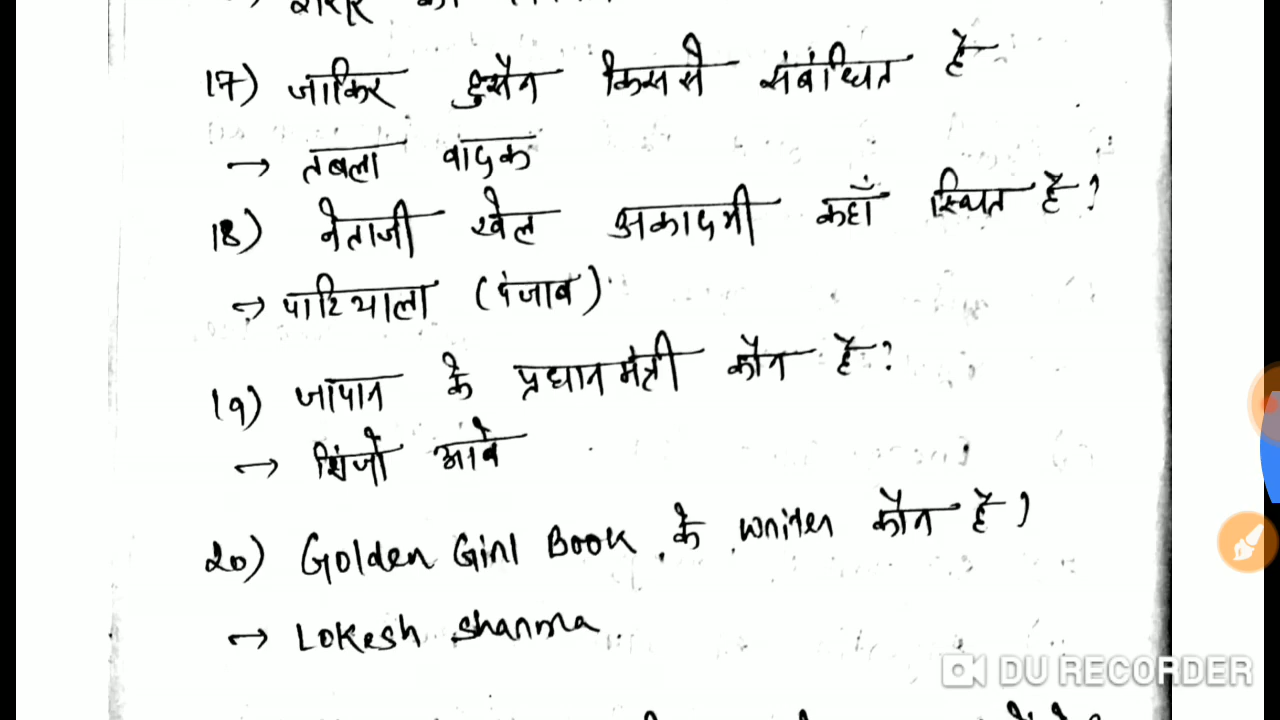 17) जाकिर हुसैन किससे संबंधित है
→ तबला वादक
18) नेताजी खेल अकादमी कहाँ स्थित है?
→ पाटियाला (पंजाब)
19) जापान के प्रधानमंत्री कौन है?
→ शिंजो आबे
20) Golden Girl Book के writer कौन है?
→ Lokesh sharma
DU RECORDER